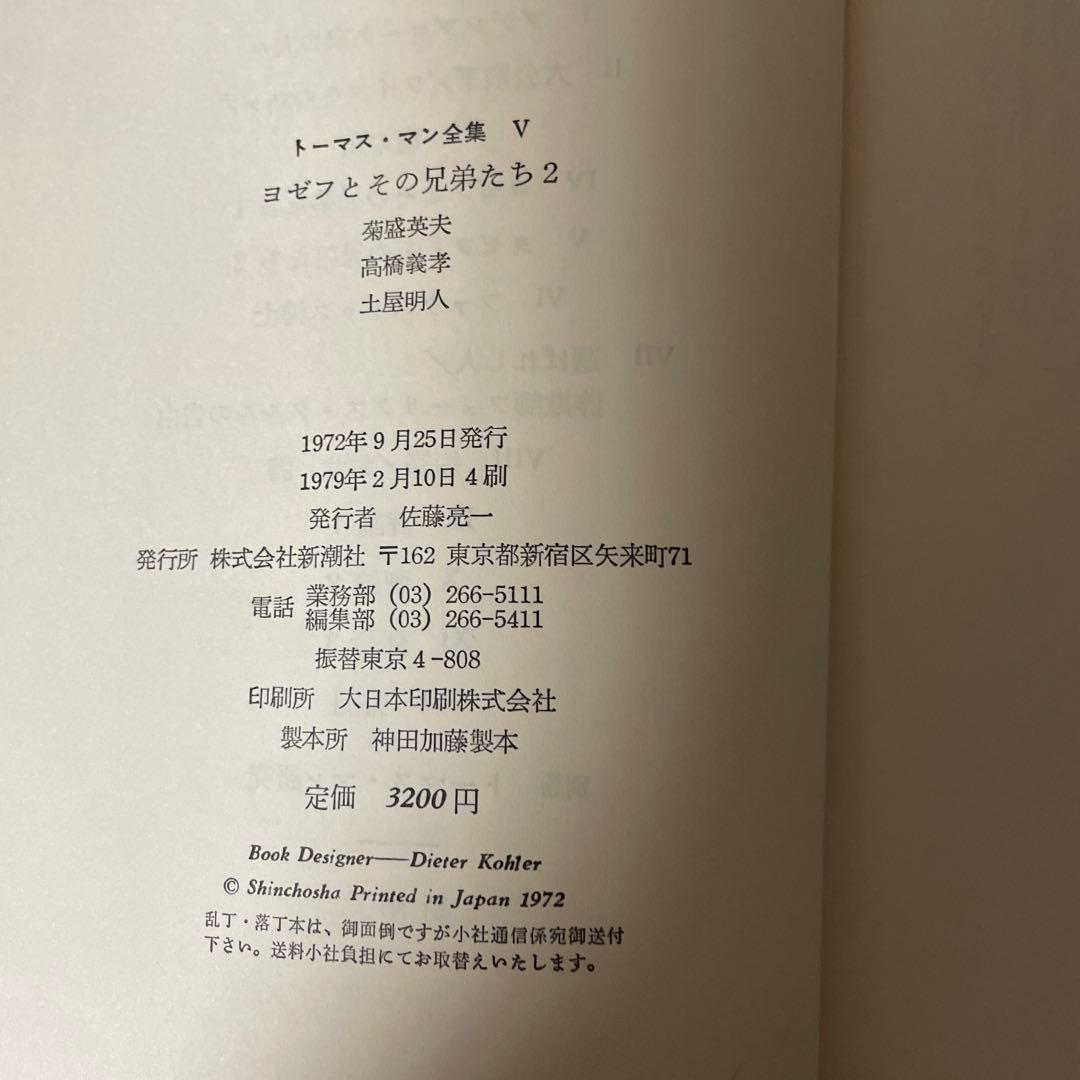 トーマス・マン全集 V
ヨゼフとその兄弟たち2
菊盛英夫
高橋義孝
土屋明人
1972年9月25日発行
1979年2月10日4刷
発行者 佐藤亮一
発行所 株式会社新潮社 〒162 東京都新宿区矢来町71
電話 業務部 (03) 266-5111
編集部 (03) 266-5411
振替東京4-808
印刷所 大日本印刷株式会社
製本所 神田加藤製本
定価 3200円
Book Designer——Dieter Kohler
© Shinchosha Printed in Japan 1972
乱丁・落丁本は、御面倒ですが小社通信係宛御送付
下さい。送料小社負担にてお取替えいたします。